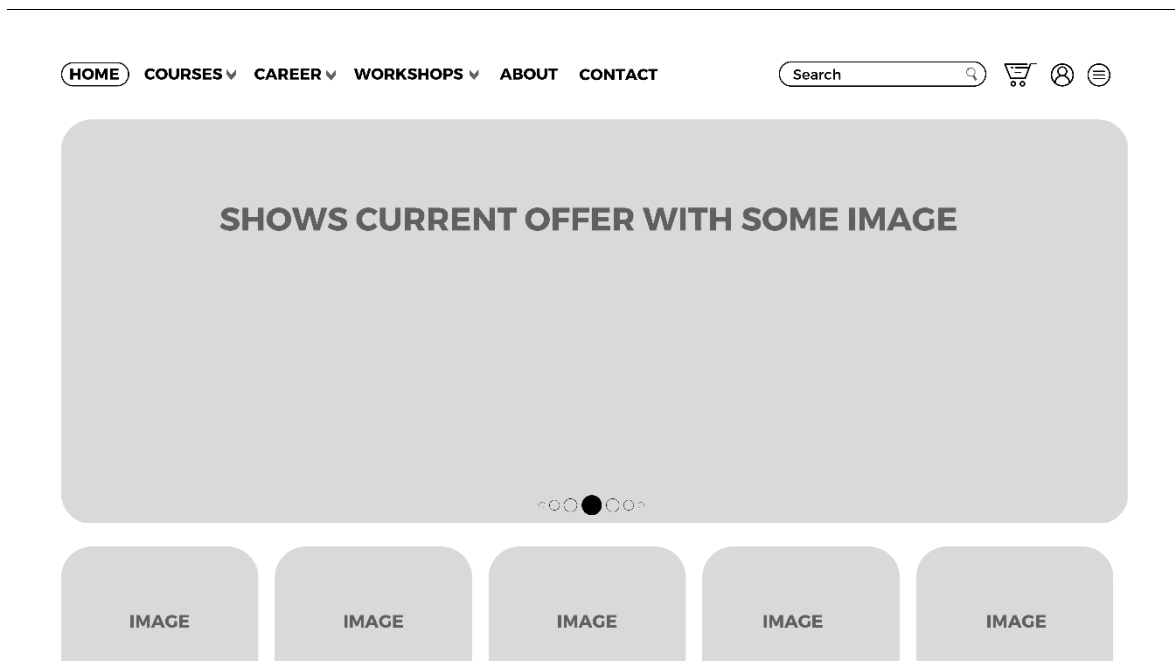 HOME COURSES CAREER WORKSHOPS ABOUT CONTACT Search
SHOWS CURRENT OFFER WITH SOME IMAGE
IMAGE IMAGE IMAGE IMAGE IMAGE